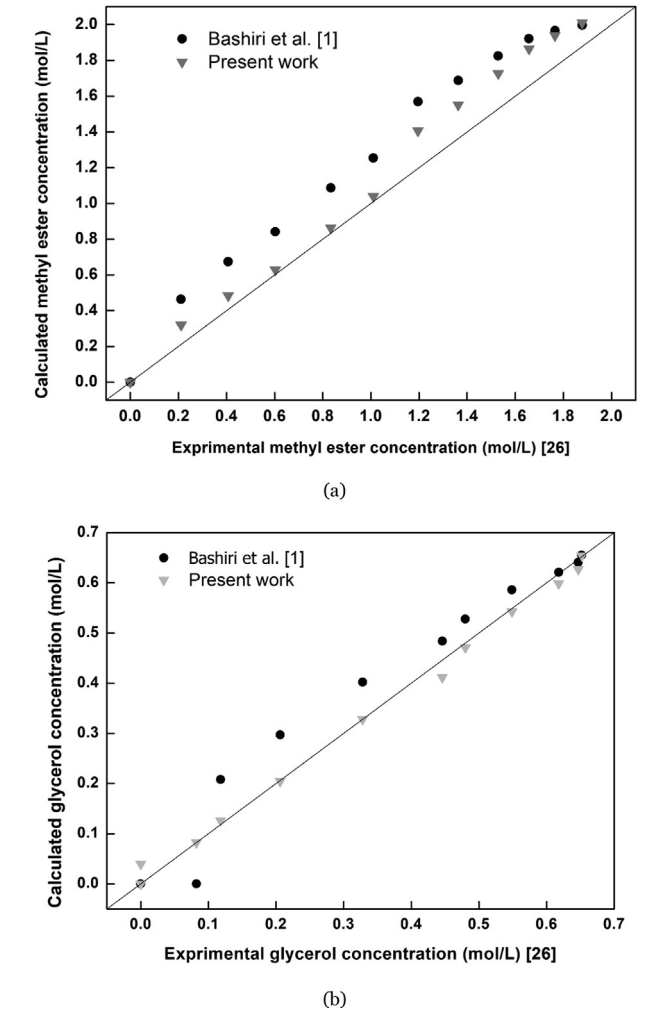 2.0
1.8
1.6
1.4
1.2
1.0
0.8
0.6
0.4
0.2
0.0
Calculated methyl ester concentration (mol/L)
Bashiri et al. [1]
Present work
0.0 0.2 0.4 0.6 0.8 1.0 1.2 1.4 1.6 1.8 2.0
Exprimental methyl ester concentration (mol/L) [26]
(a)
0.7
0.6
0.5
0.4
0.3
0.2
0.1
0.0
Calculated glycerol concentration (mol/L)
Bashiri et al. [1]
Present work
0.0 0.1 0.2 0.3 0.4 0.5 0.6 0.7
Exprimental glycerol concentration (mol/L) [26]
(b)